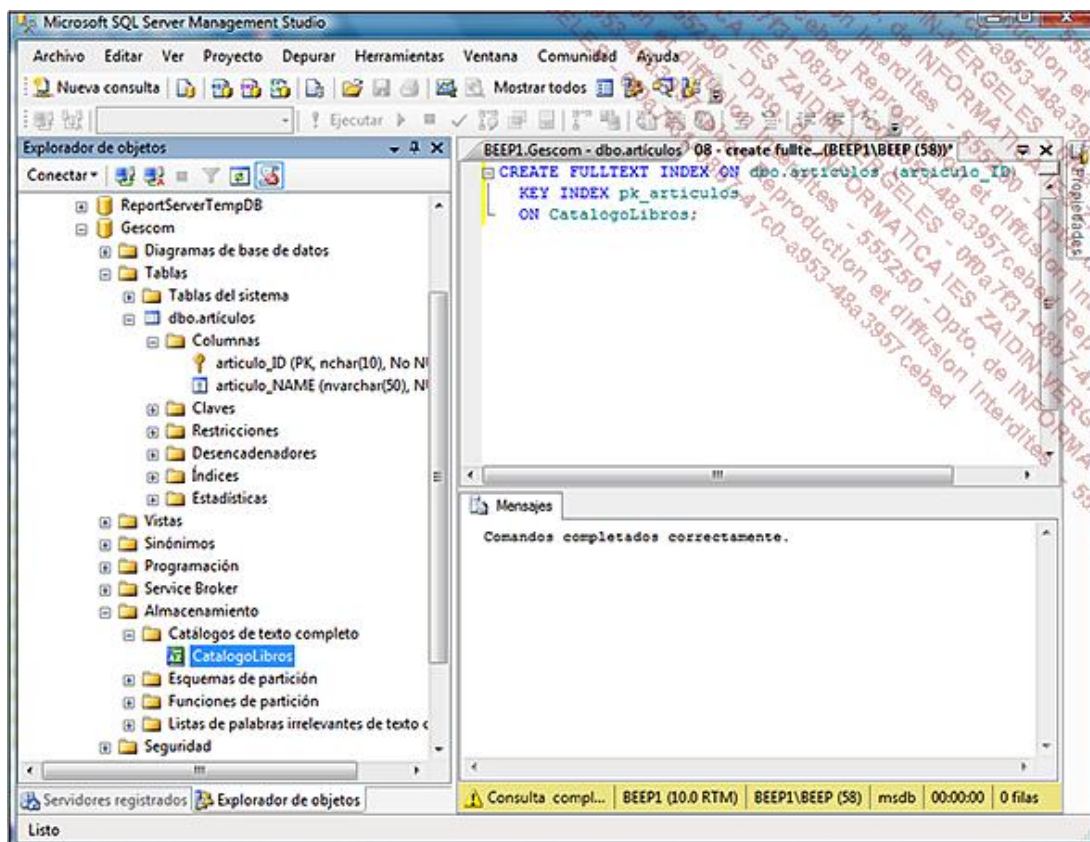 Microsoft SQL Server Management Studio
Archivo Editar Ver Proyecto Depurar Herramientas Ventana Comunidad Ayuda
Nueva consulta Mostrar todos
Ejecutar
Explorador de objetos
Conectar
ReportServerTempDB
Gescom
Diagramas de base de datos
Tablas
Tablas del sistema
dbo.artículos
Columnas
articulo_ID (PK, nchar(10), No NU
articulo_NAME (nvarchar(50), NU
Claves
Restricciones
Desencadenadores
Índices
Estadísticas
Vistas
Sinónimos
Programación
Service Broker
Almacenamiento
Catálogos de texto completo
CatalogoLibros
Esquemas de partición
Funciones de partición
Listas de palabras irrelevantes de texto c
Seguridad
Servidores registrados Explorador de objetos
Listo
BEEP1.Gescom - dbo.artículos 08 - create fullte...(BEEP1\BEEP (58))*
CREATE FULLTEXT INDEX ON dbo.artículos (articulo_ID)
KEY INDEX pk_articulos
ON CatalogoLibros;
Propiedades
Mensajes
Comandos completados correctamente.
Consulta compl... BEEP1 (10.0 RTM) BEEP1\BEEP (58) msdb 00:00:00 0 filas